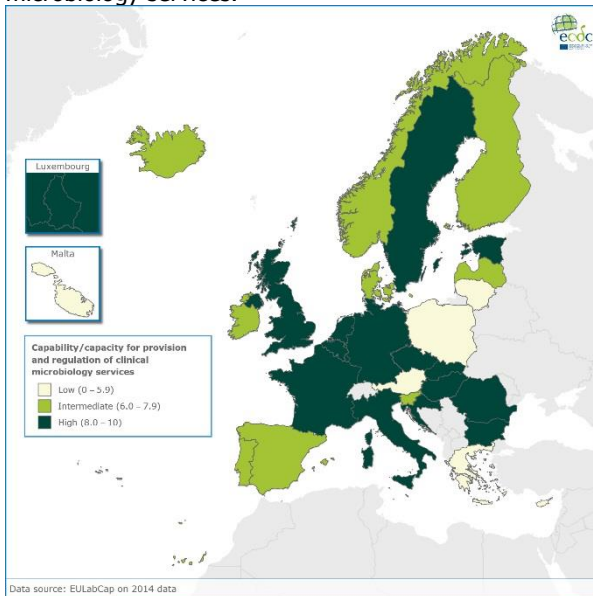 microbiology services.
ecdc
Luxembourg
Malta
Capability/capacity for provision
and regulation of clinical
microbiology services
Low (0 – 5.9)
Intermediate (6.0 – 7.9)
High (8.0 – 10)
Data source: EULabCap on 2014 data